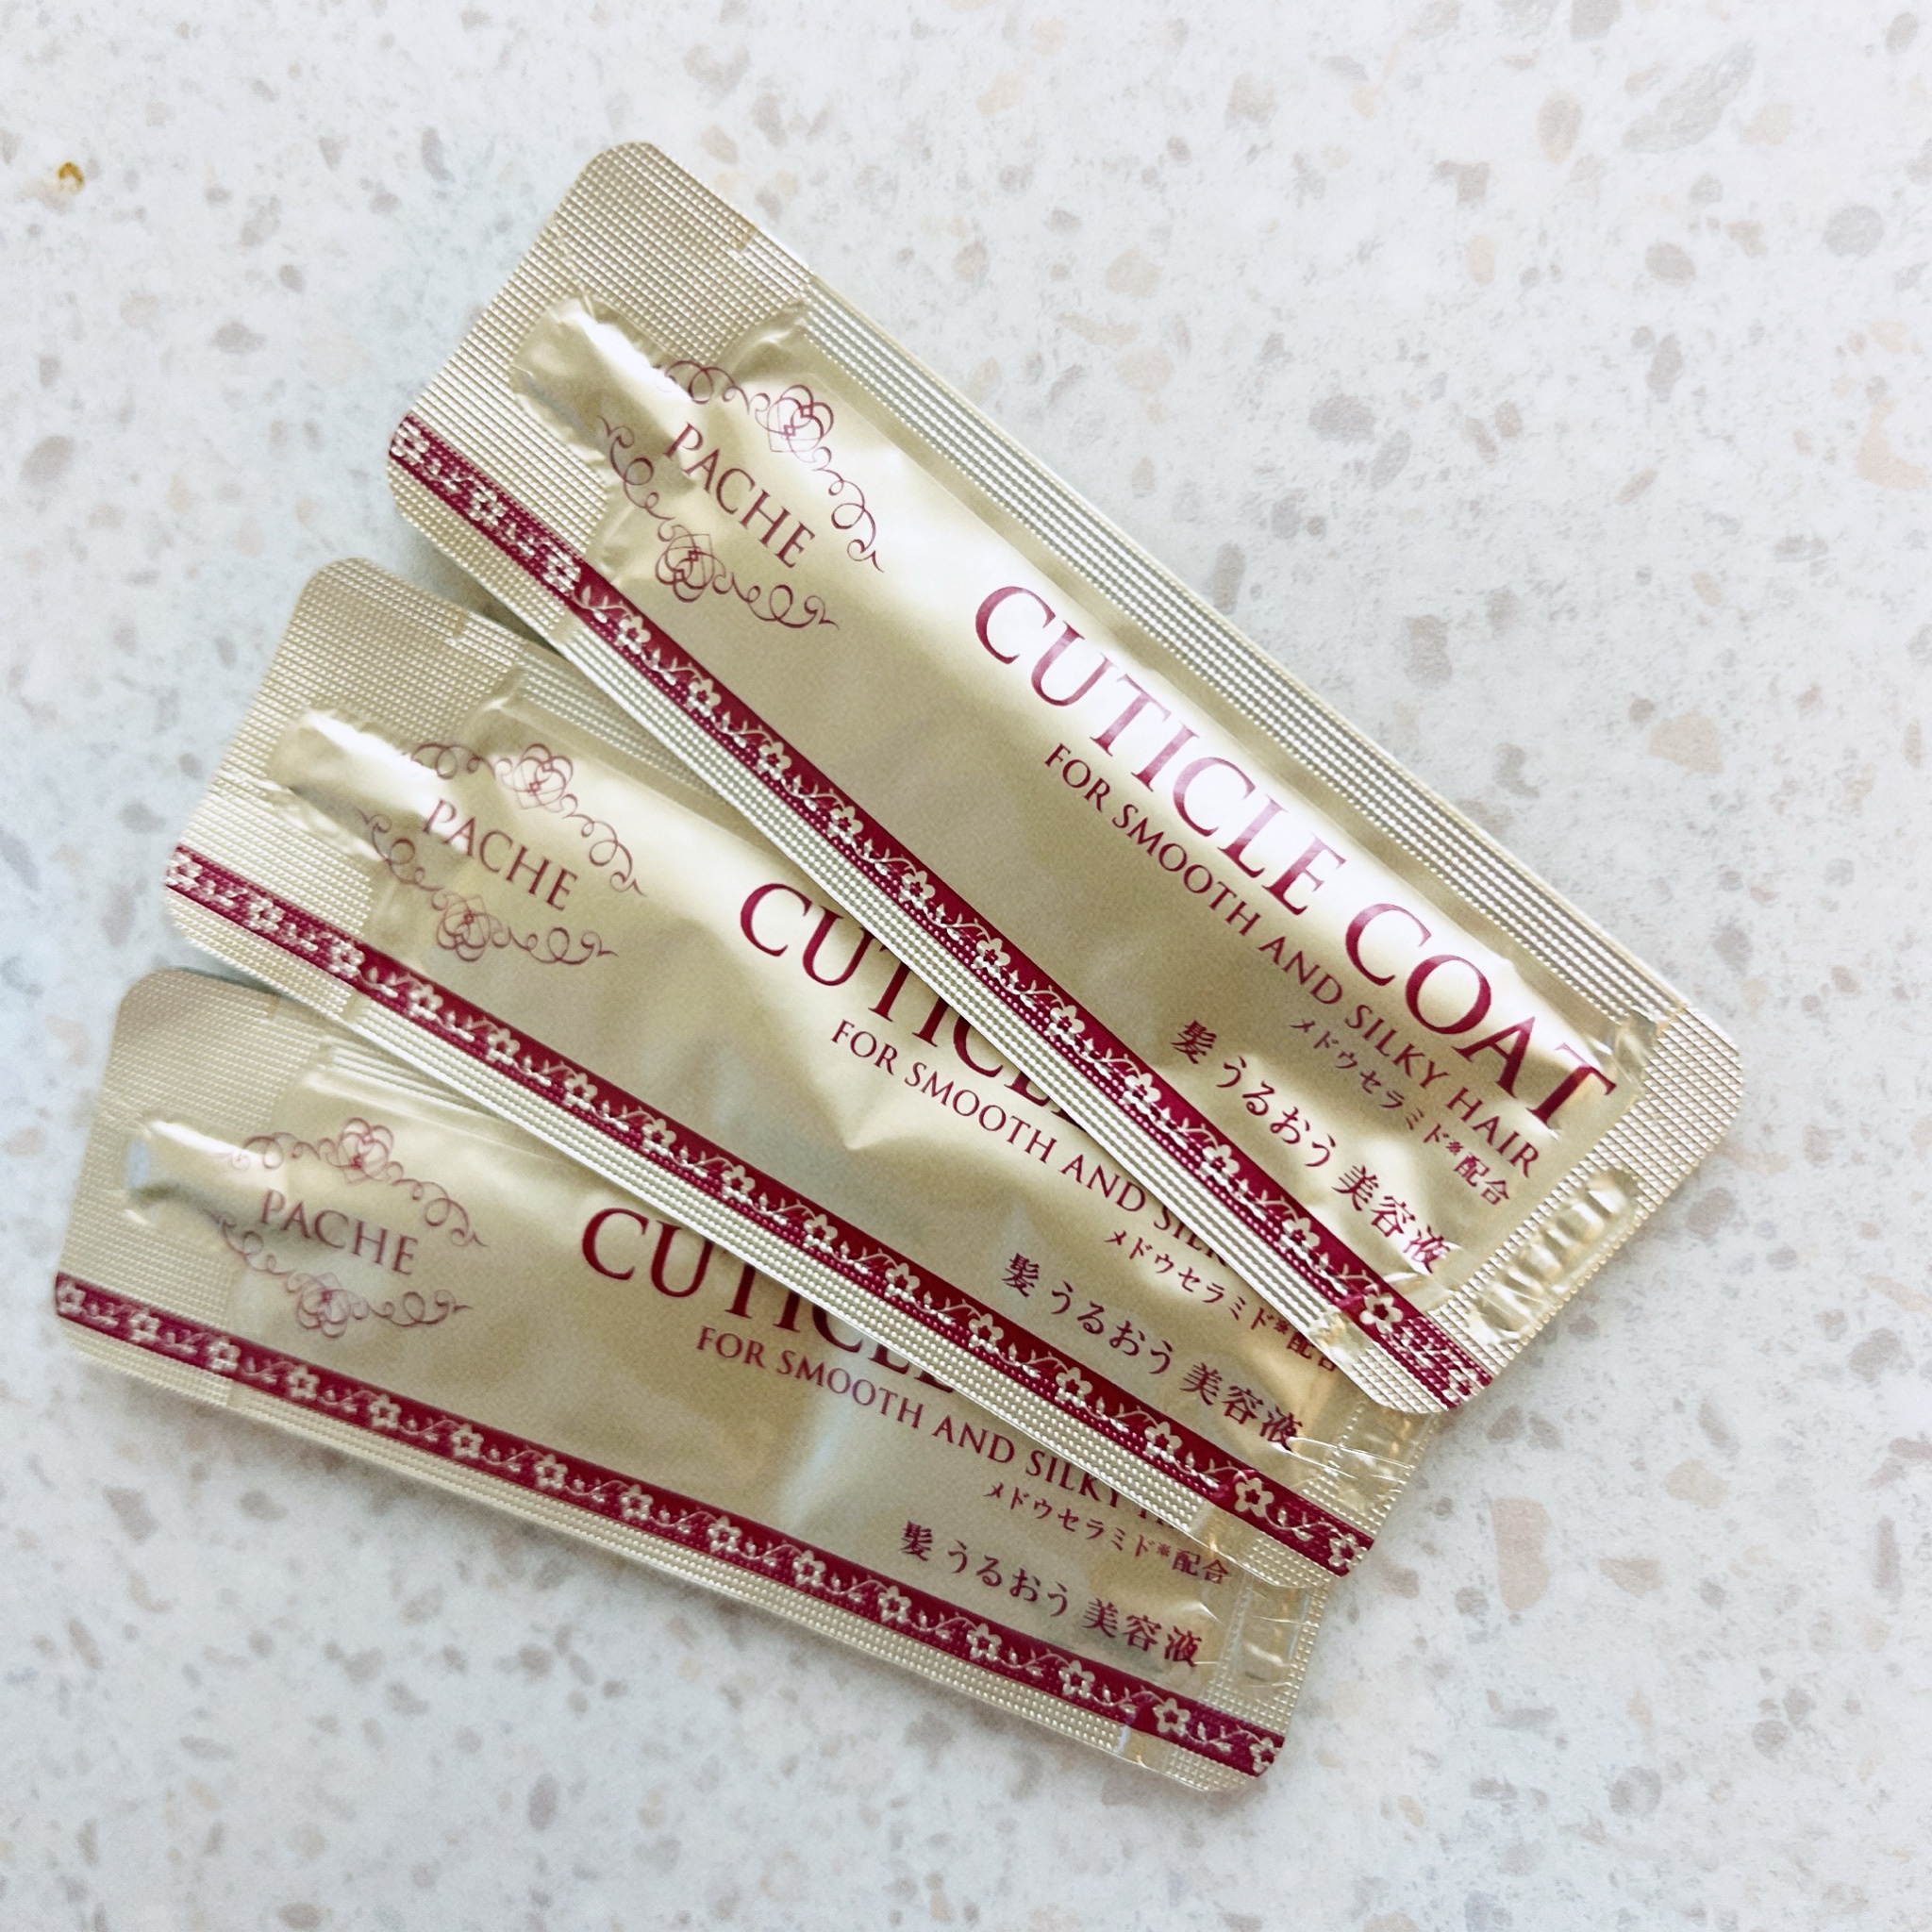 PACHE
CUTICLE COAT
FOR SMOOTH AND SILKY HAIR
メドウセラミド※配合
髪 うるおう 美容液
PACHE
CUTICLE
FOR SMOOTH AND SILK
メドウセラミド※配合
髪 うるおう 美容液
PACHE
CUTICLE
FOR SMOOTH AND SILKY H
メドウセラミド※配合
髪 うるおう 美容液